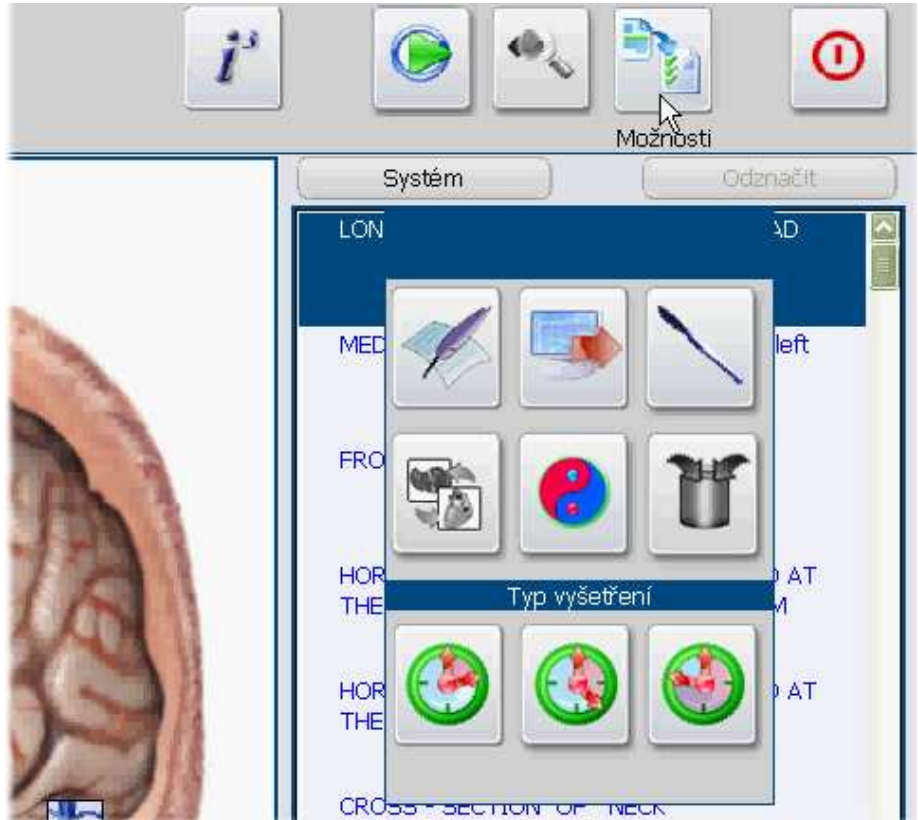 i³
Možnosti
Systém
Odznačit
LON AD
MED left
FRO
HOR AT
THE M
Typ vyšetření
HOR AT
THE
CROSS - SECTION OF NECK